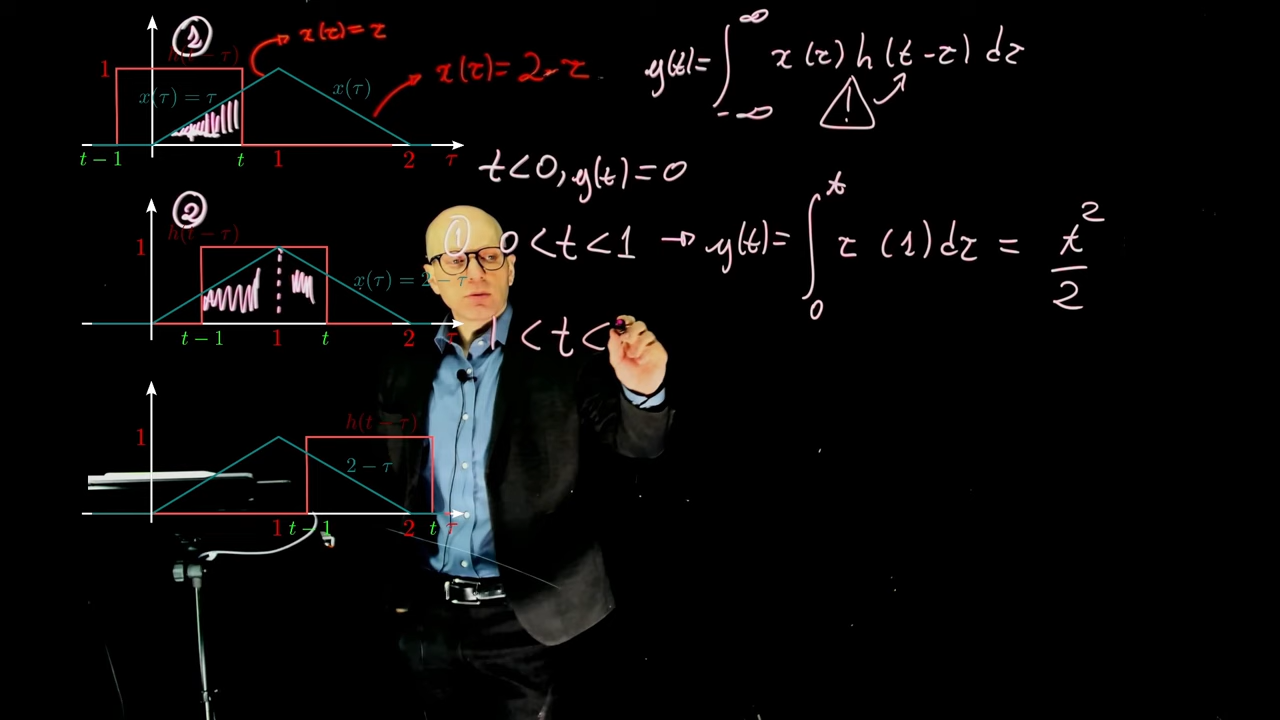 ① x(τ) = τ
h(t − τ)
1 x(τ) = τ x(τ) x(τ) = 2 - τ
t − 1 t 1 2 τ
y(t) = ∫_{-∞}^{∞} x(τ) h(t-τ) dτ
!
t < 0, y(t) = 0
②
h(t − τ)
1
x(τ) = 2 − τ
t − 1 1 t 2 τ
① 0 < t < 1 → y(t) = ∫_0^t τ (1) dτ = t²/2
1 < t <
h(t − τ)
1
2 − τ
1 t − 1 2 t τ